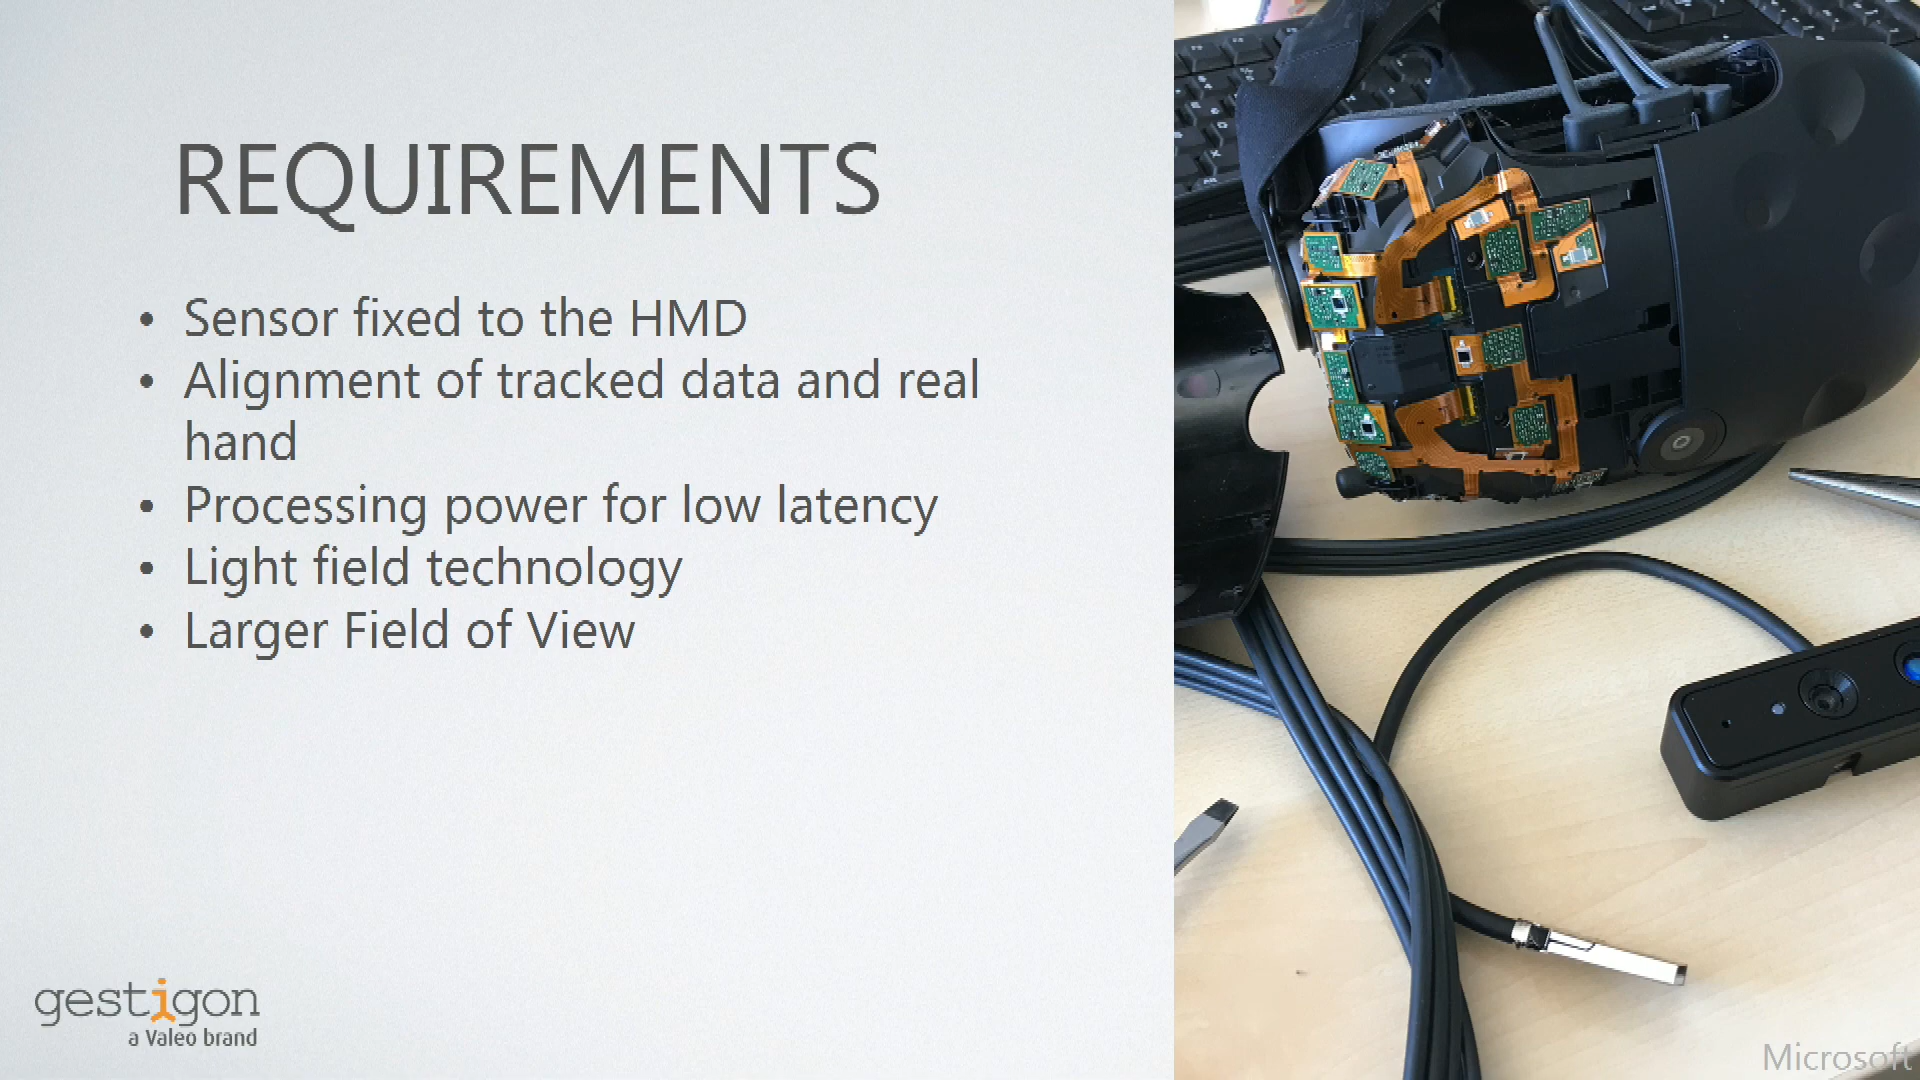 REQUIREMENTS
• Sensor fixed to the HMD
• Alignment of tracked data and real
hand
• Processing power for low latency
• Light field technology
• Larger Field of View
gestigon
a Valeo brand
Microsoft